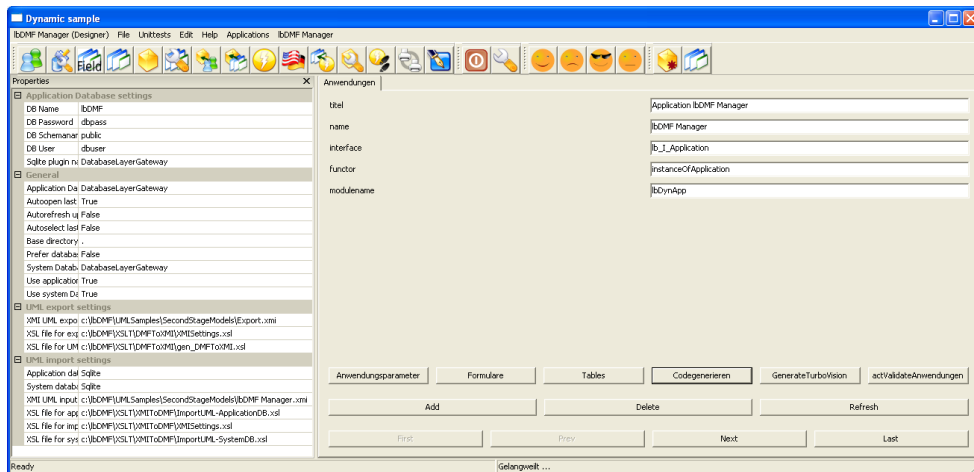 Dynamic sample
lbDMF Manager (Designer) File Unittests Edit Help Applications lbDMF Manager
Field
Properties X
Application Database settings
DB Name lbDMF
DB Password dbpass
DB Schemanar public
DB User dbuser
Sqlite plugin na DatabaseLayerGateway
General
Application Da DatabaseLayerGateway
Autoopen last True
Autorefresh up False
Autoselect last False
Base directory .
Prefer databas False
System Datab DatabaseLayerGateway
Use application True
Use system Da True
UML export settings
XMI UML expo c:\lbDMF\UMLSamples\SecondStageModels\Export.xmi
XSL file for exp c:\lbDMF\XSLT\DMFToXMI\XMISettings.xsl
XSL file for UM c:\lbDMF\XSLT\DMFToXMI\gen_DMFToXMI.xsl
UML import settings
Application dat Sqlite
System databa Sqlite
XMI UML input c:\lbDMF\UMLSamples\SecondStageModels\lbDMF Manager.xmi
XSL file for app c:\lbDMF\XSLT\XMIToDMF\ImportUML-ApplicationDB.xsl
XSL file for imp c:\lbDMF\XSLT\XMIToDMF\XMISettings.xsl
XSL file for sys c:\lbDMF\XSLT\XMIToDMF\ImportUML-SystemDB.xsl
Anwendungen
titel Application lbDMF Manager
name lbDMF Manager
interface lb_I_Application
functor instanceOfApplication
modulename lbDynApp
Anwendungsparameter Formulare Tables Codegenerieren GenerateTurboVision actValidateAnwendungen
Add Delete Refresh
First Prev Next Last
Ready Gelangweilt ...